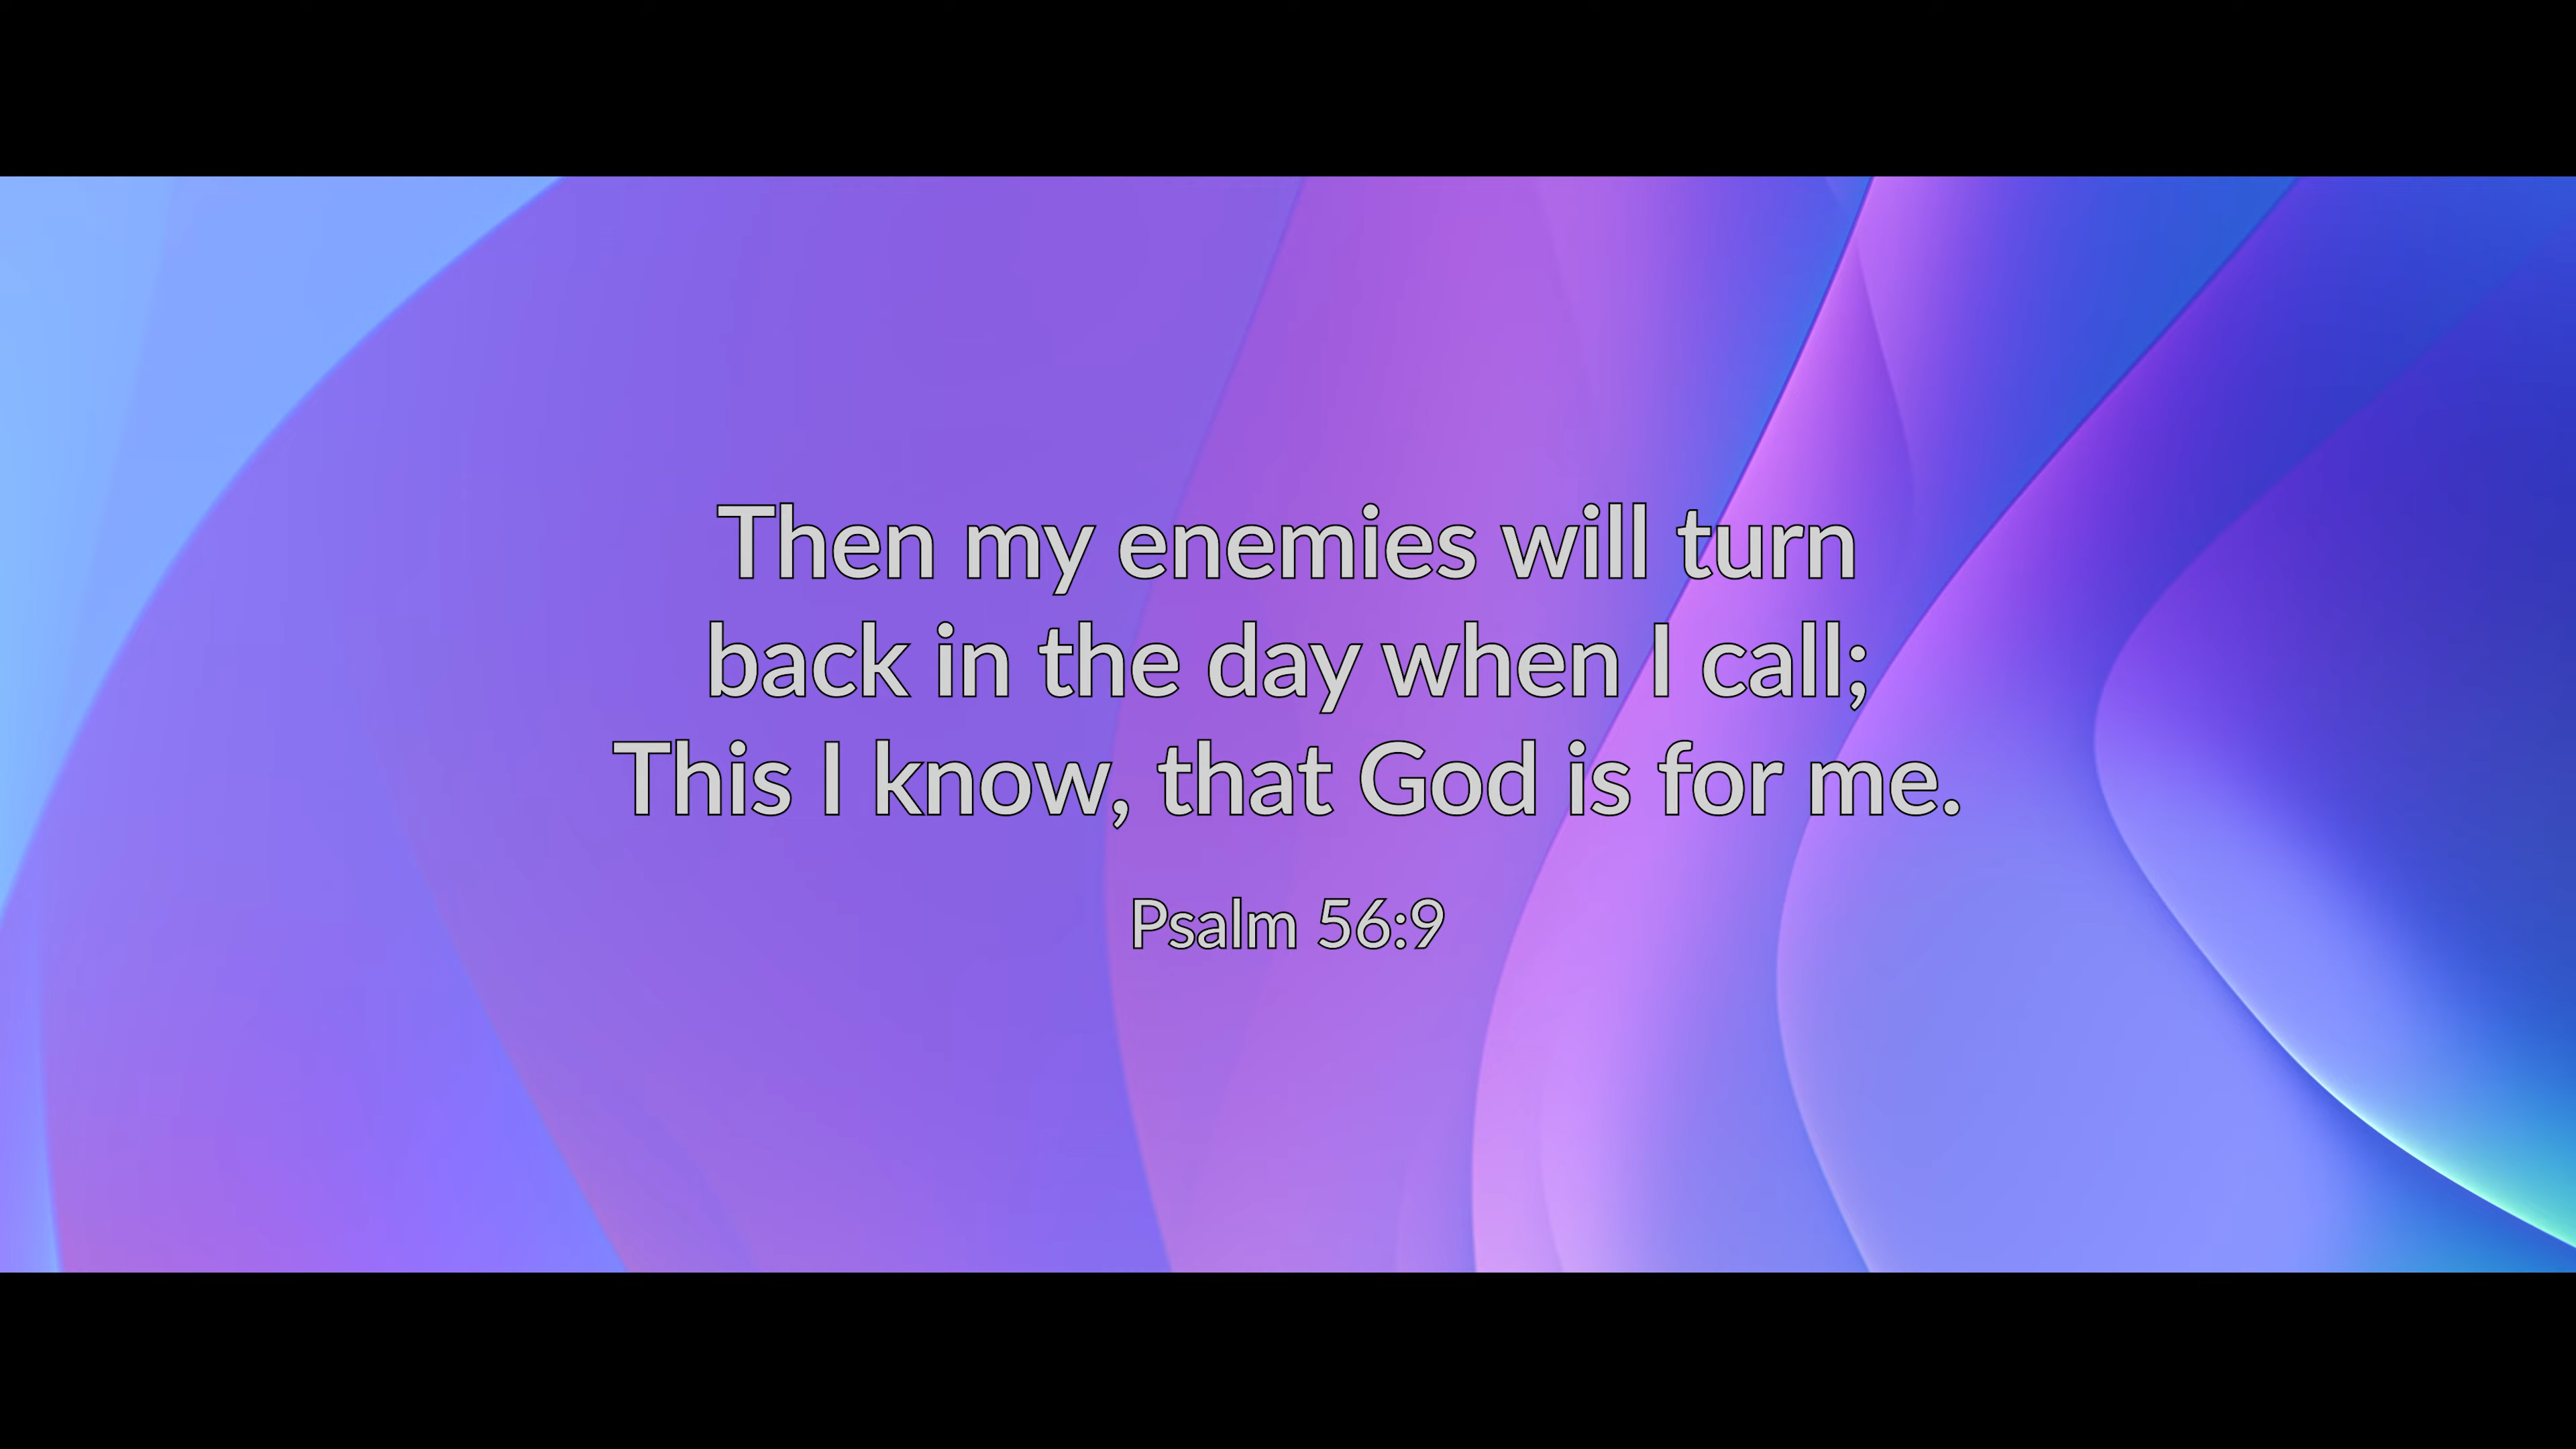 Then my enemies will turn
back in the day when I call;
This I know, that God is for me.
Psalm 56:9